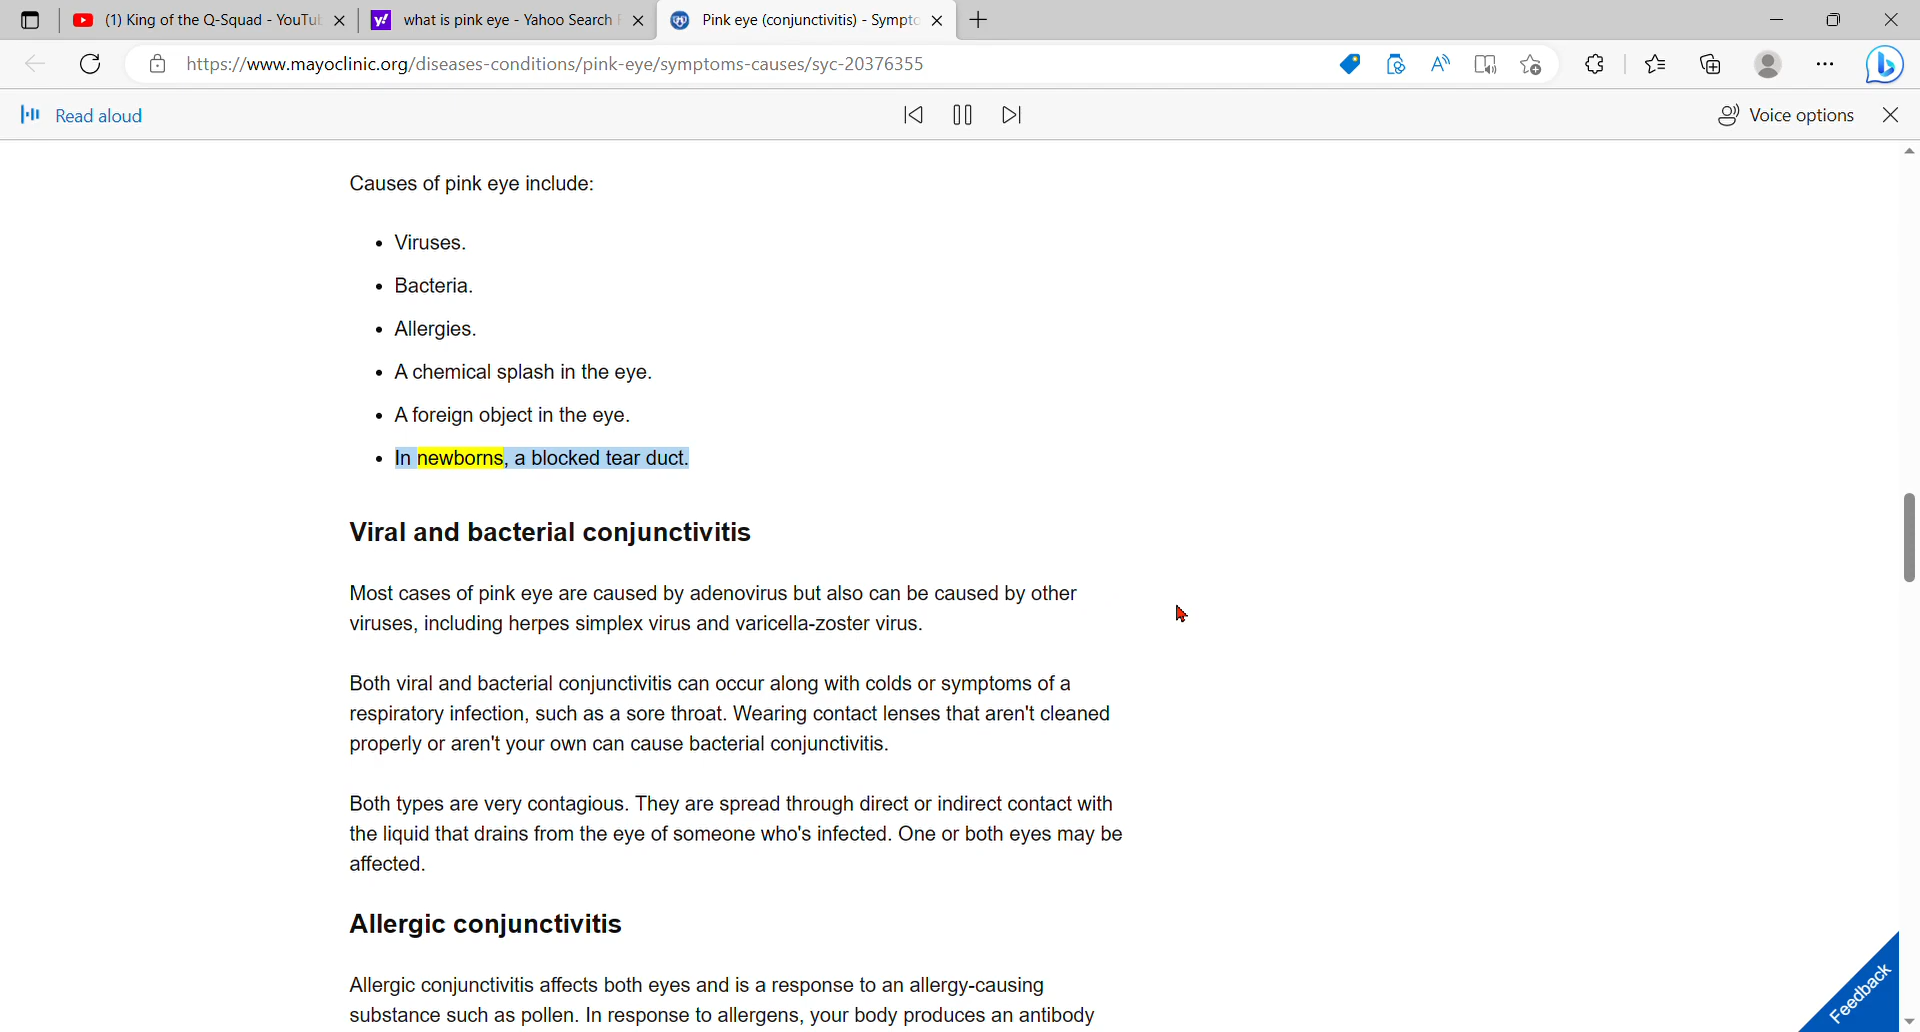 (1) King of the Q-Squad - YouTu
what is pink eye - Yahoo Search
Pink eye (conjunctivitis) - Sympto
https://www.mayoclinic.org/diseases-conditions/pink-eye/symptoms-causes/syc-20376355
Read aloud
Voice options
Causes of pink eye include:
• Viruses.
• Bacteria.
• Allergies.
• A chemical splash in the eye.
• A foreign object in the eye.
• In newborns, a blocked tear duct.
Viral and bacterial conjunctivitis
Most cases of pink eye are caused by adenovirus but also can be caused by other
viruses, including herpes simplex virus and varicella-zoster virus.
Both viral and bacterial conjunctivitis can occur along with colds or symptoms of a
respiratory infection, such as a sore throat. Wearing contact lenses that aren't cleaned
properly or aren't your own can cause bacterial conjunctivitis.
Both types are very contagious. They are spread through direct or indirect contact with
the liquid that drains from the eye of someone who's infected. One or both eyes may be
affected.
Allergic conjunctivitis
Allergic conjunctivitis affects both eyes and is a response to an allergy-causing
substance such as pollen. In response to allergens, your body produces an antibody
Feedback